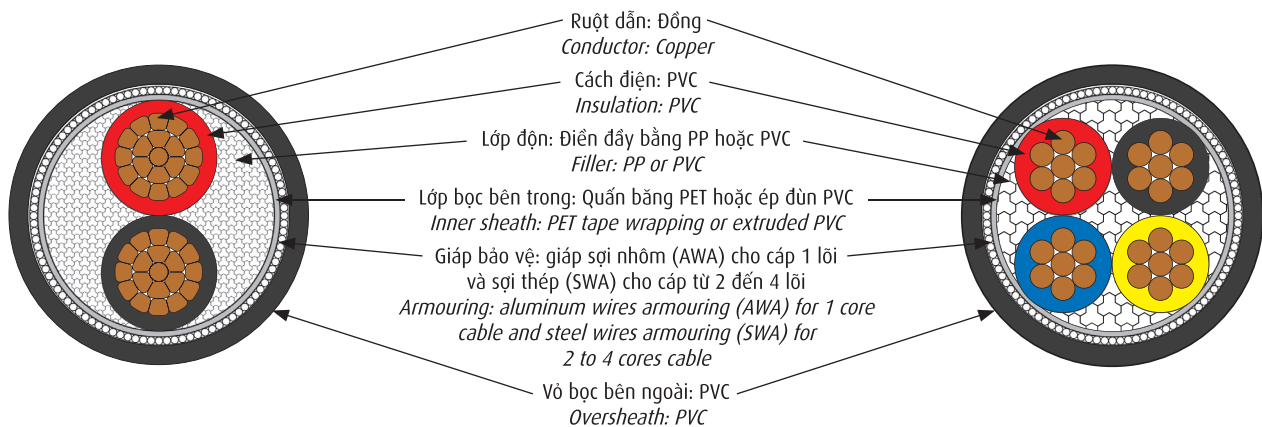 Ruột dẫn: Đồng
Conductor: Copper
Cách điện: PVC
Insulation: PVC
Lớp độn: Điền đầy bằng PP hoặc PVC
Filler: PP or PVC
Lớp bọc bên trong: Quấn băng PET hoặc ép đùn PVC
Inner sheath: PET tape wrapping or extruded PVC
Giáp bảo vệ: giáp sợi nhôm (AWA) cho cáp 1 lõi
và sợi thép (SWA) cho cáp từ 2 đến 4 lõi
Armouring: aluminum wires armouring (AWA) for 1 core
cable and steel wires armouring (SWA) for
2 to 4 cores cable
Vỏ bọc bên ngoài: PVC
Oversheath: PVC